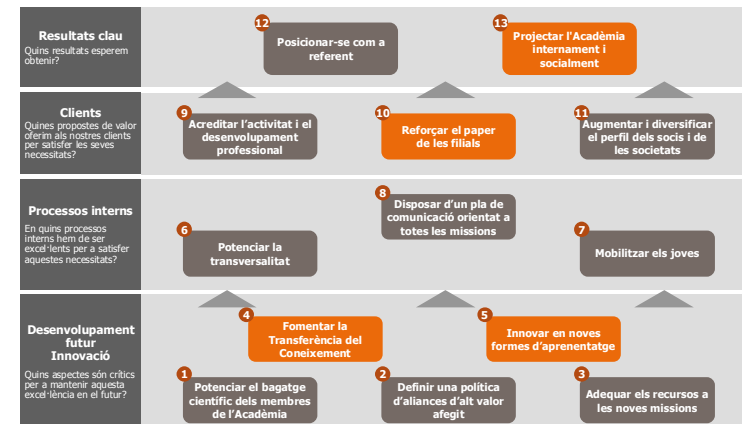 Resultats clau
Quins resultats esperem
obtenir?
12
Posicionar-se com a
referent
13
Projectar l'Acadèmia
internament i
socialment
Clients
Quines propostes de valor
oferim als nostres clients
per satisfer les seves
necessitats?
9
Acreditar l’activitat i el
desenvolupament
professional
10
Reforçar el paper
de les filials
11
Augmentar i diversificar
el perfil dels socis i de
les societats
Processos interns
En quins processos
interns hem de ser
excel·lents per a satisfer
aquestes necessitats?
6
Potenciar la
transversalitat
8
Disposar d’un pla de
comunicació orientat a
totes les missions
7
Mobilitzar els joves
Desenvolupament
futur
Innovació
Quins aspectes són crítics
per a mantenir aquesta
excel·lència en el futur?
4
Fomentar la
Transferència del
Coneixement
5
Innovar en noves
formes d’aprenentatge
1
Potenciar el bagatge
científic dels membres
de l’Acadèmia
2
Definir una política
d’aliances d’alt valor
afegit
3
Adequar els recursos a
les noves missions